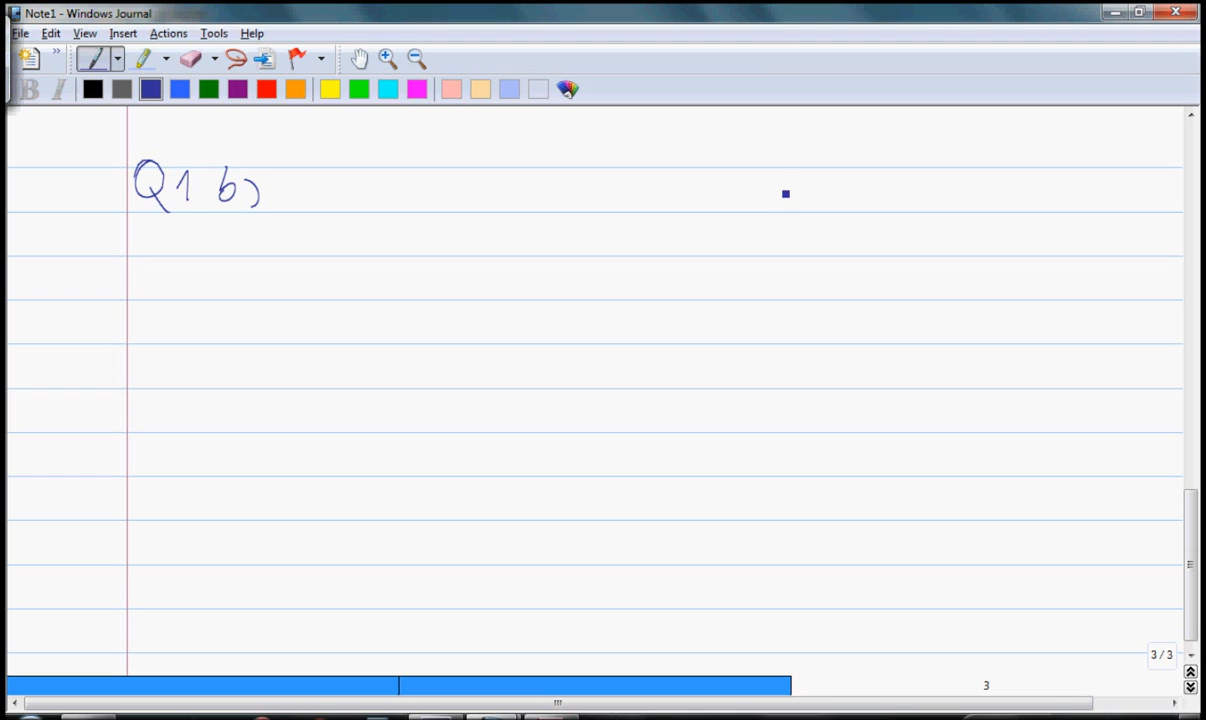 Note1 - Windows Journal
File Edit View Insert Actions Tools Help
B I
Q1 b)
3 / 3
3